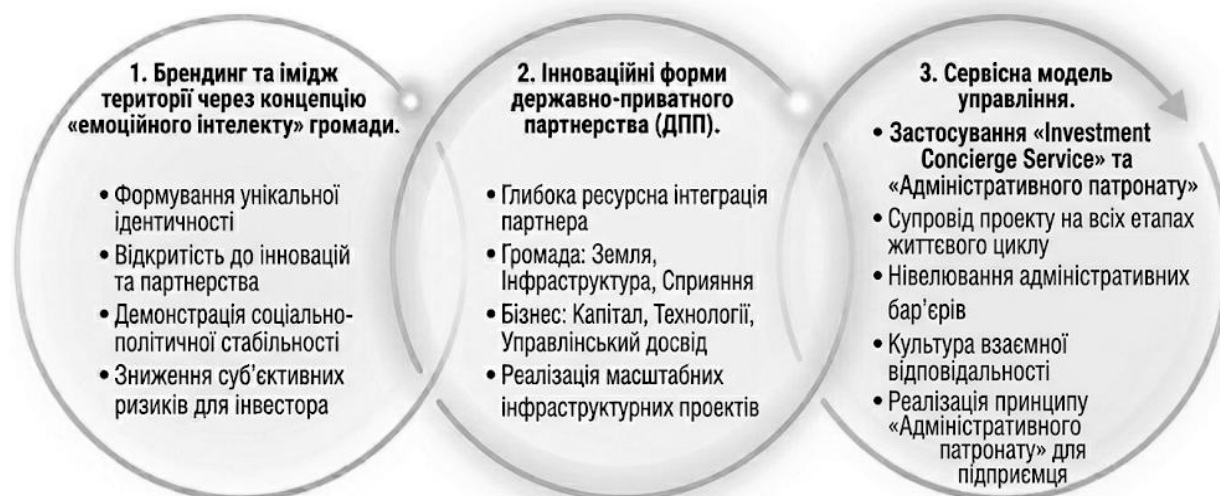 1. Брендинг та імідж
території через концепцію
«емоційного інтелекту» громади.
• Формування унікальної
ідентичності
• Відкритість до інновацій
та партнерства
• Демонстрація соціально-
політичної стабільності
• Зниження суб'єктивних
ризиків для інвестора
2. Інноваційні форми
державно-приватного
партнерства (ДПП).
• Глибока ресурсна інтеграція
партнера
• Громада: Земля,
Інфраструктура, Сприяння
• Бізнес: Капітал, Технології,
Управлінський досвід
• Реалізація масштабних
інфраструктурних проектів
3. Сервісна модель
управління.
• Застосування «Investment
Concierge Service» та
«Адміністративного патронату»
• Супровід проекту на всіх етапах
життєвого циклу
• Нівелювання адміністративних
бар'єрів
• Культура взаємної
відповідальності
• Реалізація принципу
«Адміністративного
патронату» для
підприємця